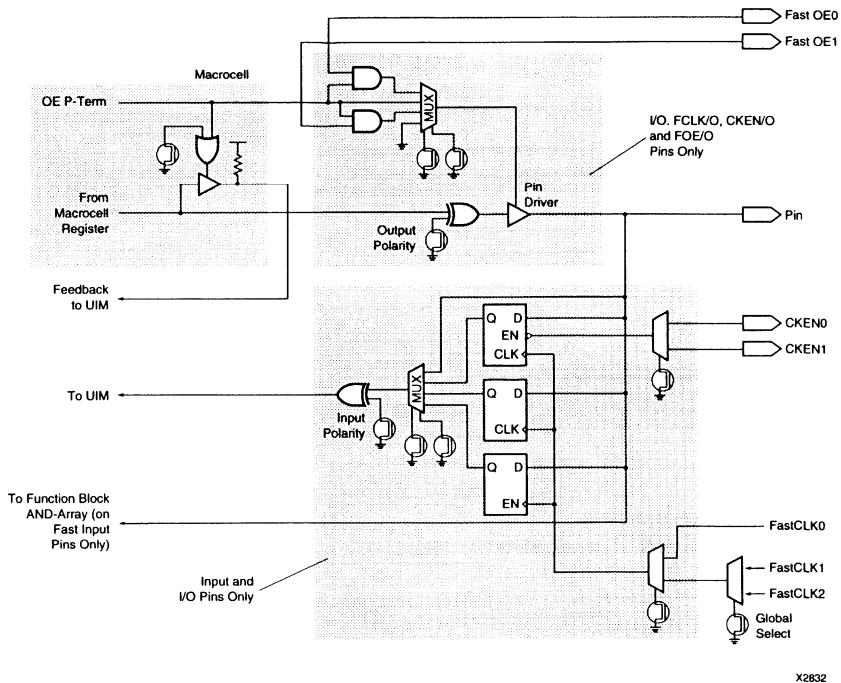 Fast OE0
Fast OE1
Macrocell
OE P-Term
MUX
I/O. FCLK/O, CKEN/O
and FOE/O
Pins Only
From
Macrocell
Register
Pin
Driver
Output
Polarity
Pin
Feedback
to UIM
Q D
EN
CLK
CKEN0
CKEN1
To UIM
MUX
Input
Polarity
Q D
CLK
Q D
EN
To Function Block
AND-Array (on
Fast Input
Pins Only)
Input and
I/O Pins Only
FastCLK0
FastCLK1
FastCLK2
Global
Select
X2832